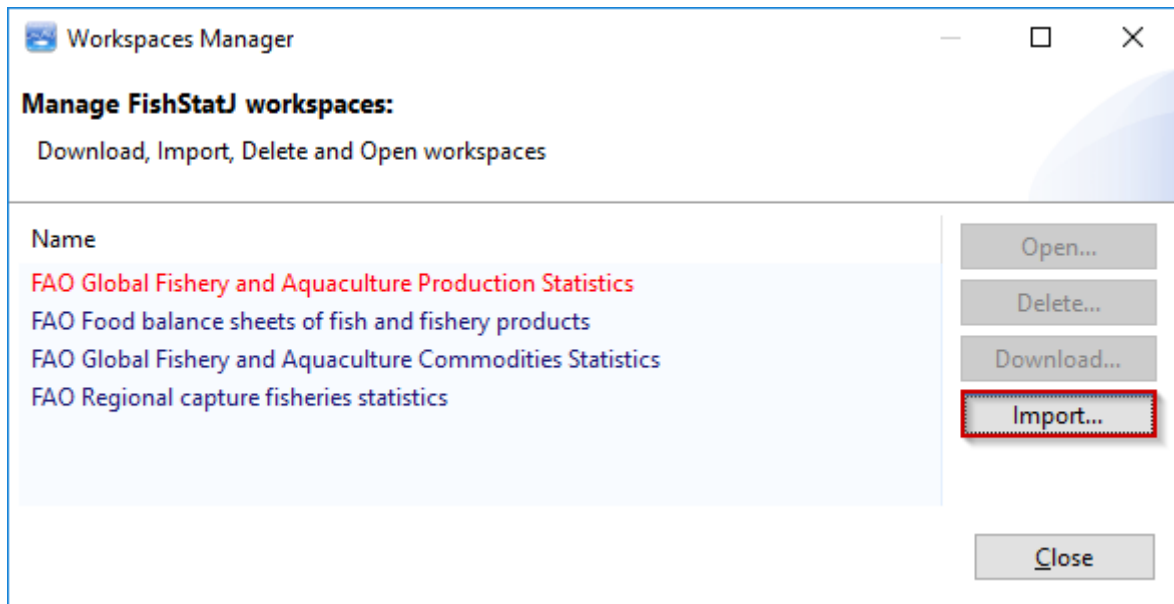 Workspaces Manager
Manage FishStatJ workspaces:
Download, Import, Delete and Open workspaces
Name
FAO Global Fishery and Aquaculture Production Statistics
FAO Food balance sheets of fish and fishery products
FAO Global Fishery and Aquaculture Commodities Statistics
FAO Regional capture fisheries statistics
Open...
Delete...
Download...
Import...
Close